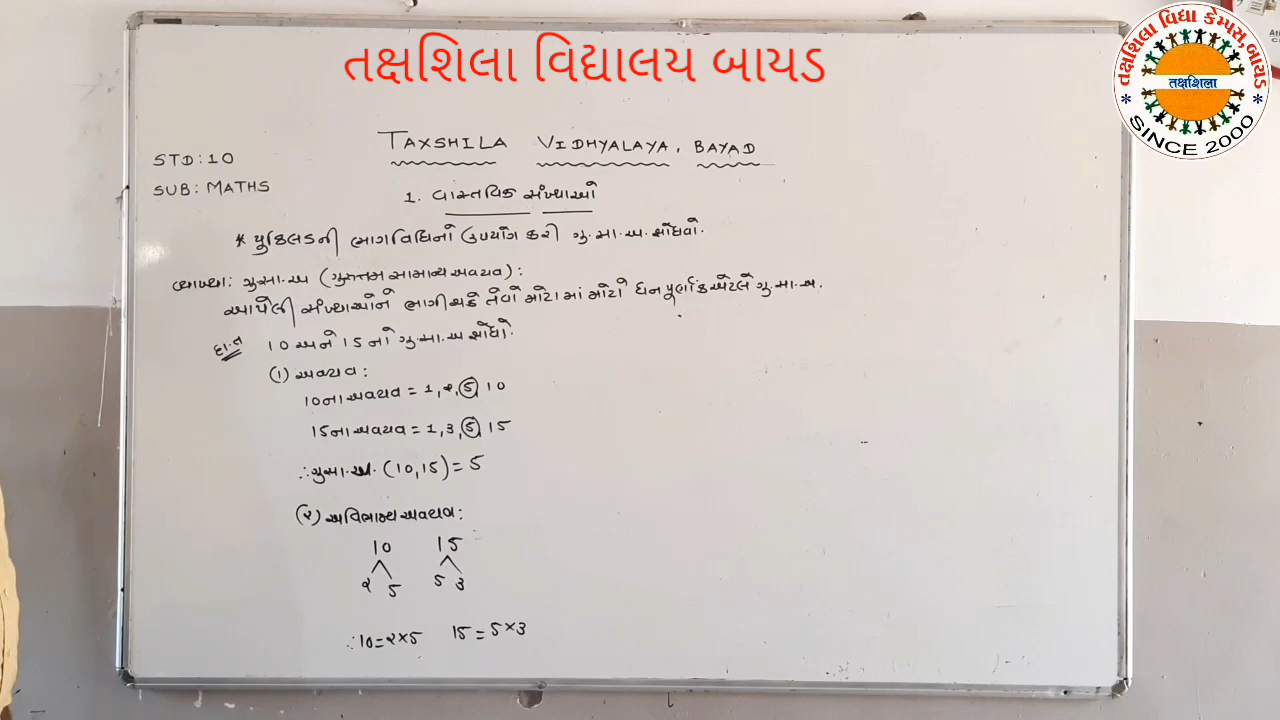 તક્ષશિલા વિદ્યાલય બાયડ
તક્ષશિલા વિદ્યા કેમ્પસ, બાયડ
તક્ષશિલા
* SINCE 2000 *
TAXSHILA VIDHYALAYA, BAYAD
STD: 10
SUB: MATHS
1. વાસ્તવિક સંખ્યાઓ
* યુક્લિડની ભાગવિધિનો ઉપયોગ કરી ગુ.સા.અ. શોધવો.
વ્યાખ્યા: ગુ.સા.અ (ગુરુત્તમ સામાન્ય અવયવ):
આપેલી સંખ્યાઓને ભાગી શકે તેવો મોટામાં મોટો ધન પૂર્ણાંક એટલે ગુ.સા.અ.
દા.ત 10 અને 15 નો ગુ.સા.અ શોધો.
(1) અવયવ:
10ના અવયવ = 1, ૨, 5, 10
15ના અવયવ = 1, 3, 5, 15
∴ ગુ.સા.અ. (10,15) = 5
(૨) અવિભાજ્ય અવયવ:
10 15
૨ 5 5 3
∴ 10 = ૨×5 15 = 5×3